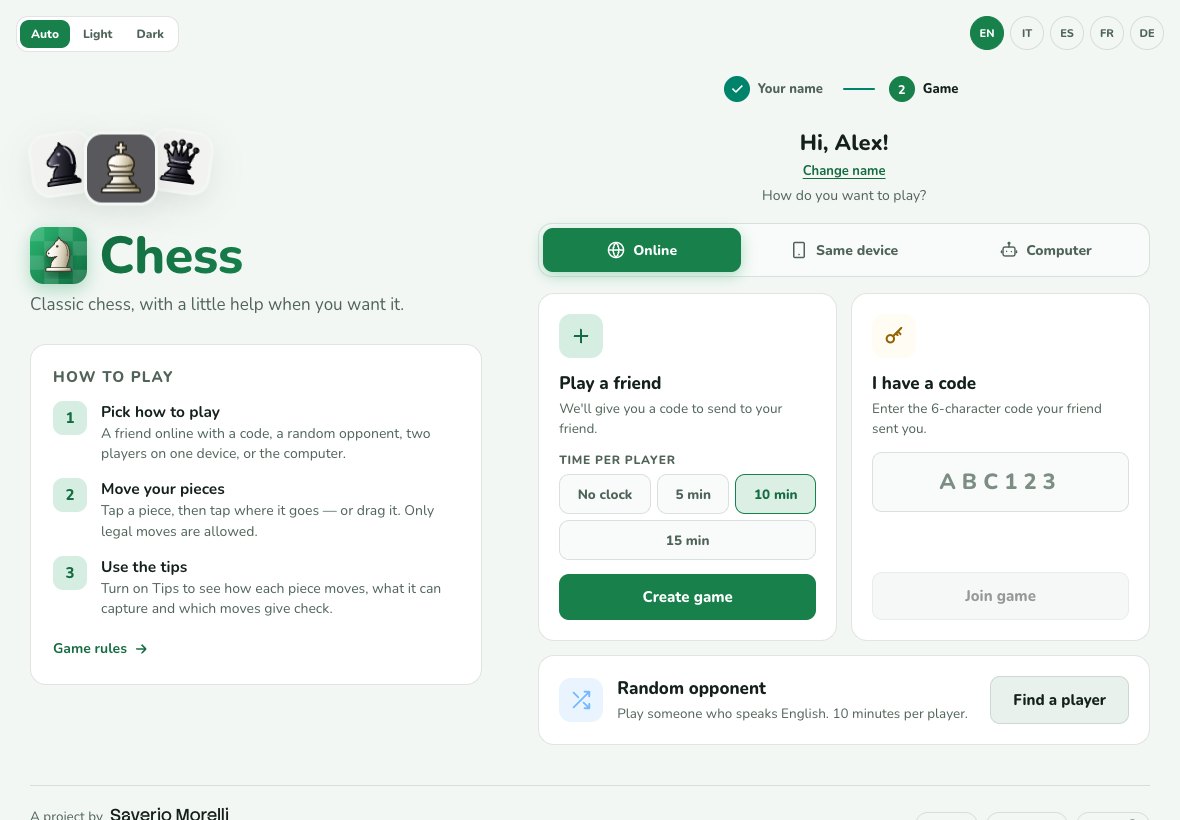 Auto Light Dark
EN IT ES FR DE
Your name
2 Game
Hi, Alex!
Change name
How do you want to play?
Chess
Classic chess, with a little help when you want it.
HOW TO PLAY
1 Pick how to play
A friend online with a code, a random opponent, two
players on one device, or the computer.
2 Move your pieces
Tap a piece, then tap where it goes — or drag it. Only
legal moves are allowed.
3 Use the tips
Turn on Tips to see how each piece moves, what it can
capture and which moves give check.
Game rules →
Online Same device Computer
Play a friend
We'll give you a code to send to your
friend.
TIME PER PLAYER
No clock 5 min 10 min
15 min
Create game
I have a code
Enter the 6-character code your friend
sent you.
ABC123
Join game
Random opponent
Play someone who speaks English. 10 minutes per player.
Find a player
A project by Saverio Morelli